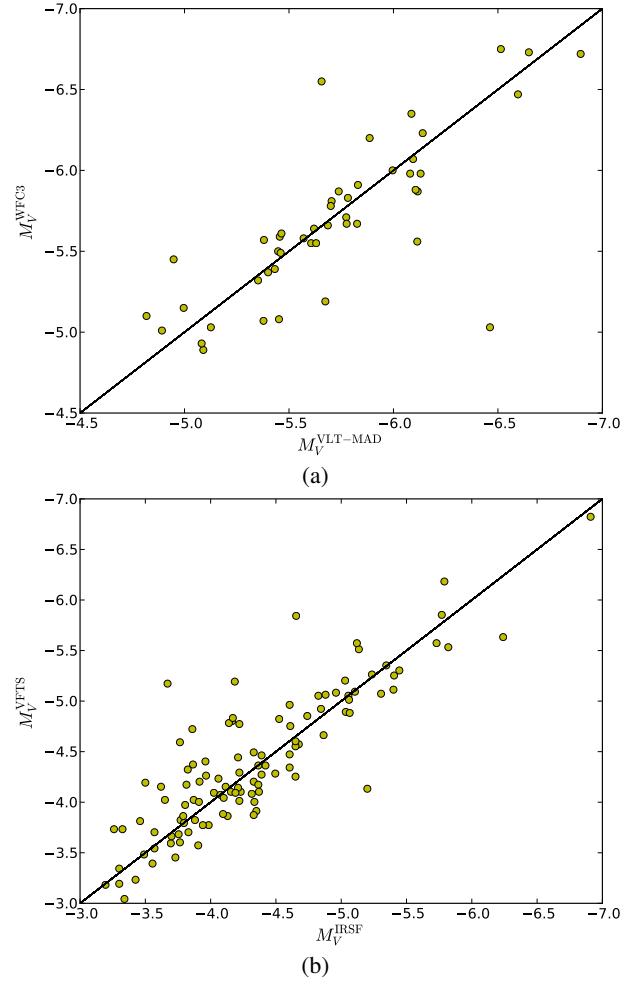 −7.0
−6.5
−6.0
−5.5
−5.0
−4.5
M_V^WFC3
−4.5 −5.0 −5.5 −6.0 −6.5 −7.0
M_V^VLT−MAD
(a)
−7.0
−6.5
−6.0
−5.5
−5.0
−4.5
−4.0
−3.5
−3.0
M_V^VFTS
−3.0 −3.5 −4.0 −4.5 −5.0 −5.5 −6.0 −6.5 −7.0
M_V^IRSF
(b)